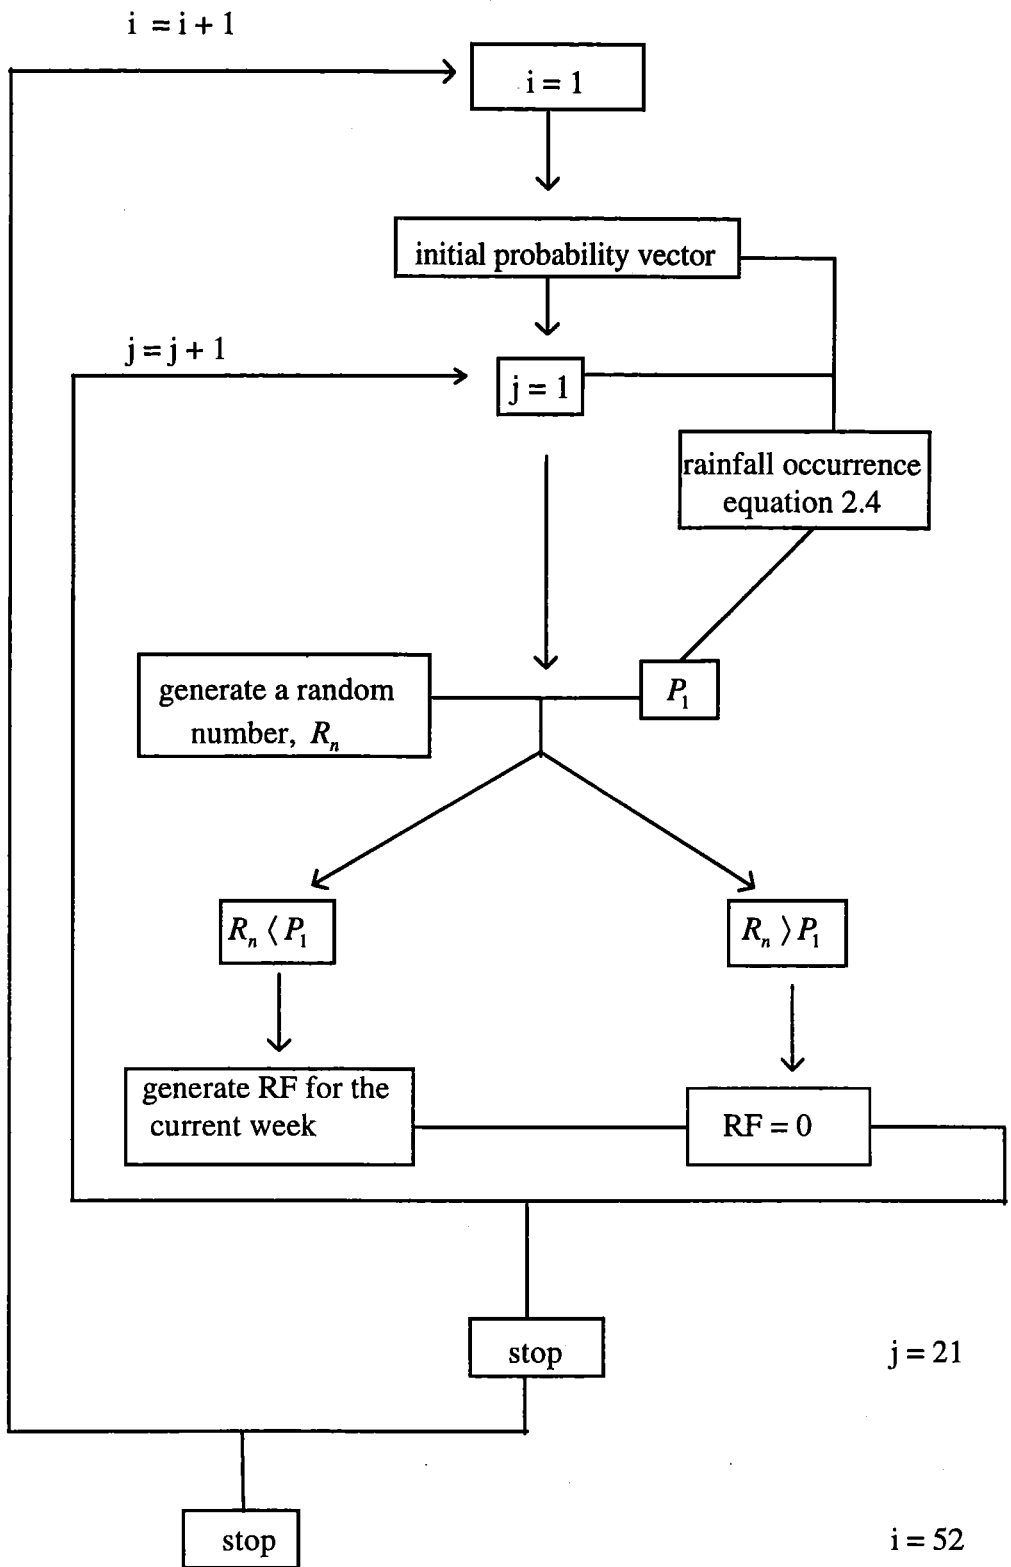 i = i + 1
i = 1
initial probability vector
j = j + 1
j = 1
rainfall occurrence
equation 2.4
generate a random
number, Rₙ
P₁
Rₙ ⟨ P₁
Rₙ ⟩ P₁
generate RF for the
current week
RF = 0
stop
j = 21
stop
i = 52